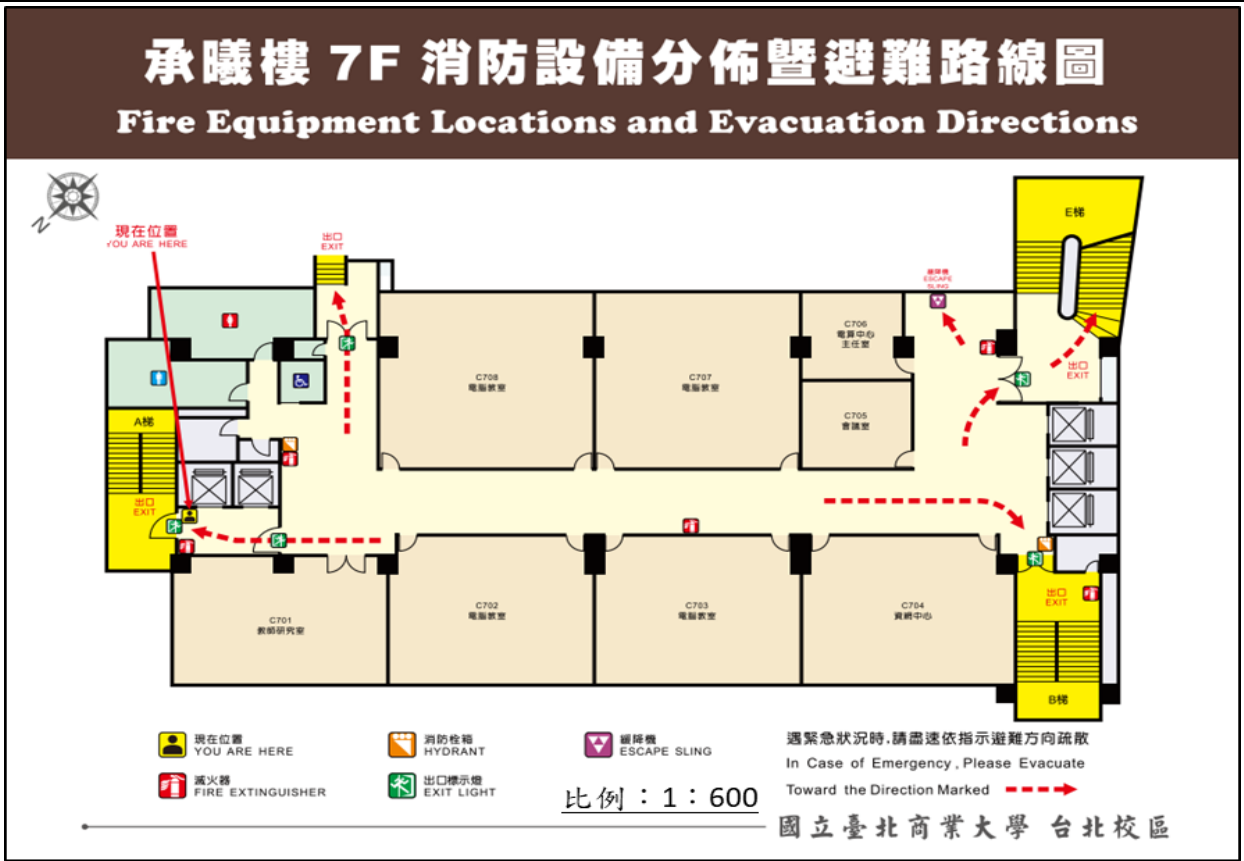 承曦樓 7F 消防設備分佈暨避難路線圖
Fire Equipment Locations and Evacuation Directions
N
現在位置
YOU ARE HERE
出口
EXIT
緩降機
ESCAPE
SLING
E梯
C708
電腦教室
C707
電腦教室
C706
電算中心
主任室
出口
EXIT
C705
會議室
A梯
出口
EXIT
C701
教師研究室
C702
電腦教室
C703
電腦教室
C704
資網中心
出口
EXIT
B梯
現在位置
YOU ARE HERE
消防栓箱
HYDRANT
緩降機
ESCAPE SLING
滅火器
FIRE EXTINGUISHER
出口標示燈
EXIT LIGHT
比例：1：600
遇緊急狀況時,請盡速依指示避難方向疏散
In Case of Emergency, Please Evacuate
Toward the Direction Marked
國立臺北商業大學 台北校區